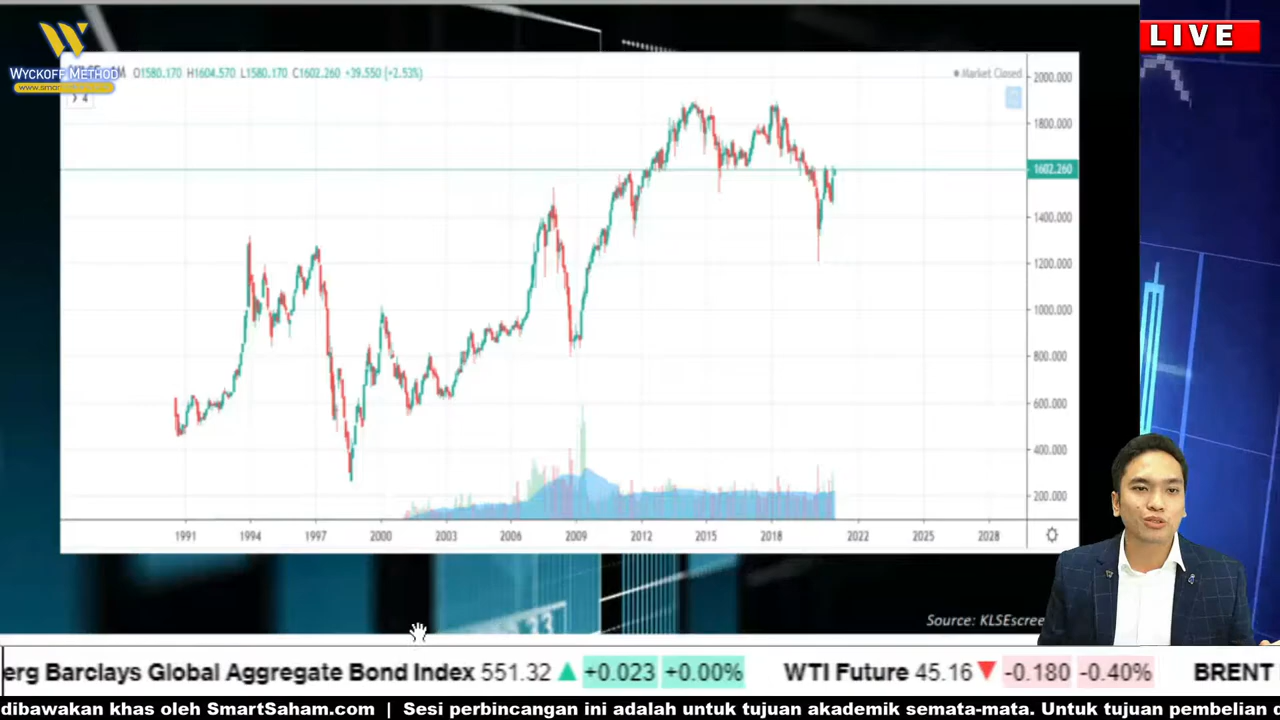 W
WYCKOFF METHOD
LIVE
O1580.170 H1604.570 L1580.170 C1602.260 +39.550 (+2.53%)
Market Closed
4
2000.000
1800.000
1602.260
1400.000
1200.000
1000.000
800.000
600.000
400.000
200.000
1991 1994 1997 2000 2003 2006 2009 2012 2015 2018 2022 2025 2028
Source: KLSEscree
erg Barclays Global Aggregate Bond Index 551.32 ▲ +0.023 +0.00% WTI Future 45.16 ▼ -0.180 -0.40% BRENT
dibawakan khas oleh SmartSaham.com | Sesi perbincangan ini adalah untuk tujuan akademik semata-mata. Untuk tujuan pembelian d